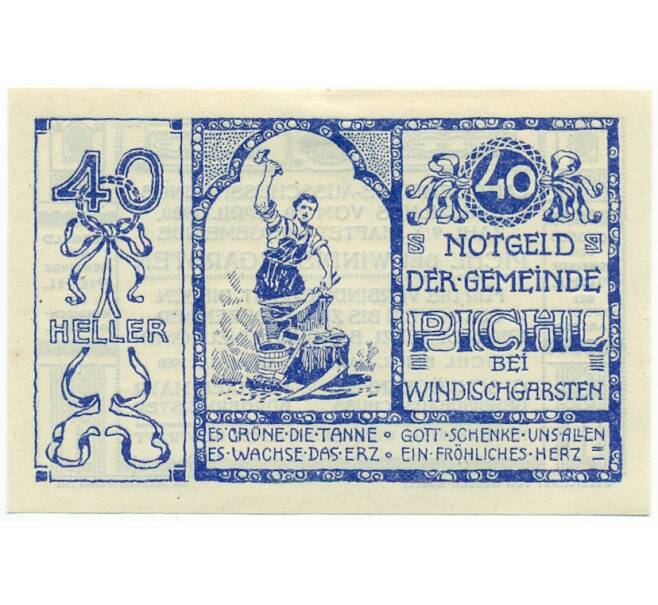 40
HELLER
40
NOTGELD
DER·GEMEINDE
PICHL
BEI
WINDISCHGARSTEN
ES·GRÜNE·DIE·TANNE · GOTT·SCHENKE·UNS·ALLEN
ES·WACHSE·DAS·ERZ · EIN·FRÖHLICHES·HERZ